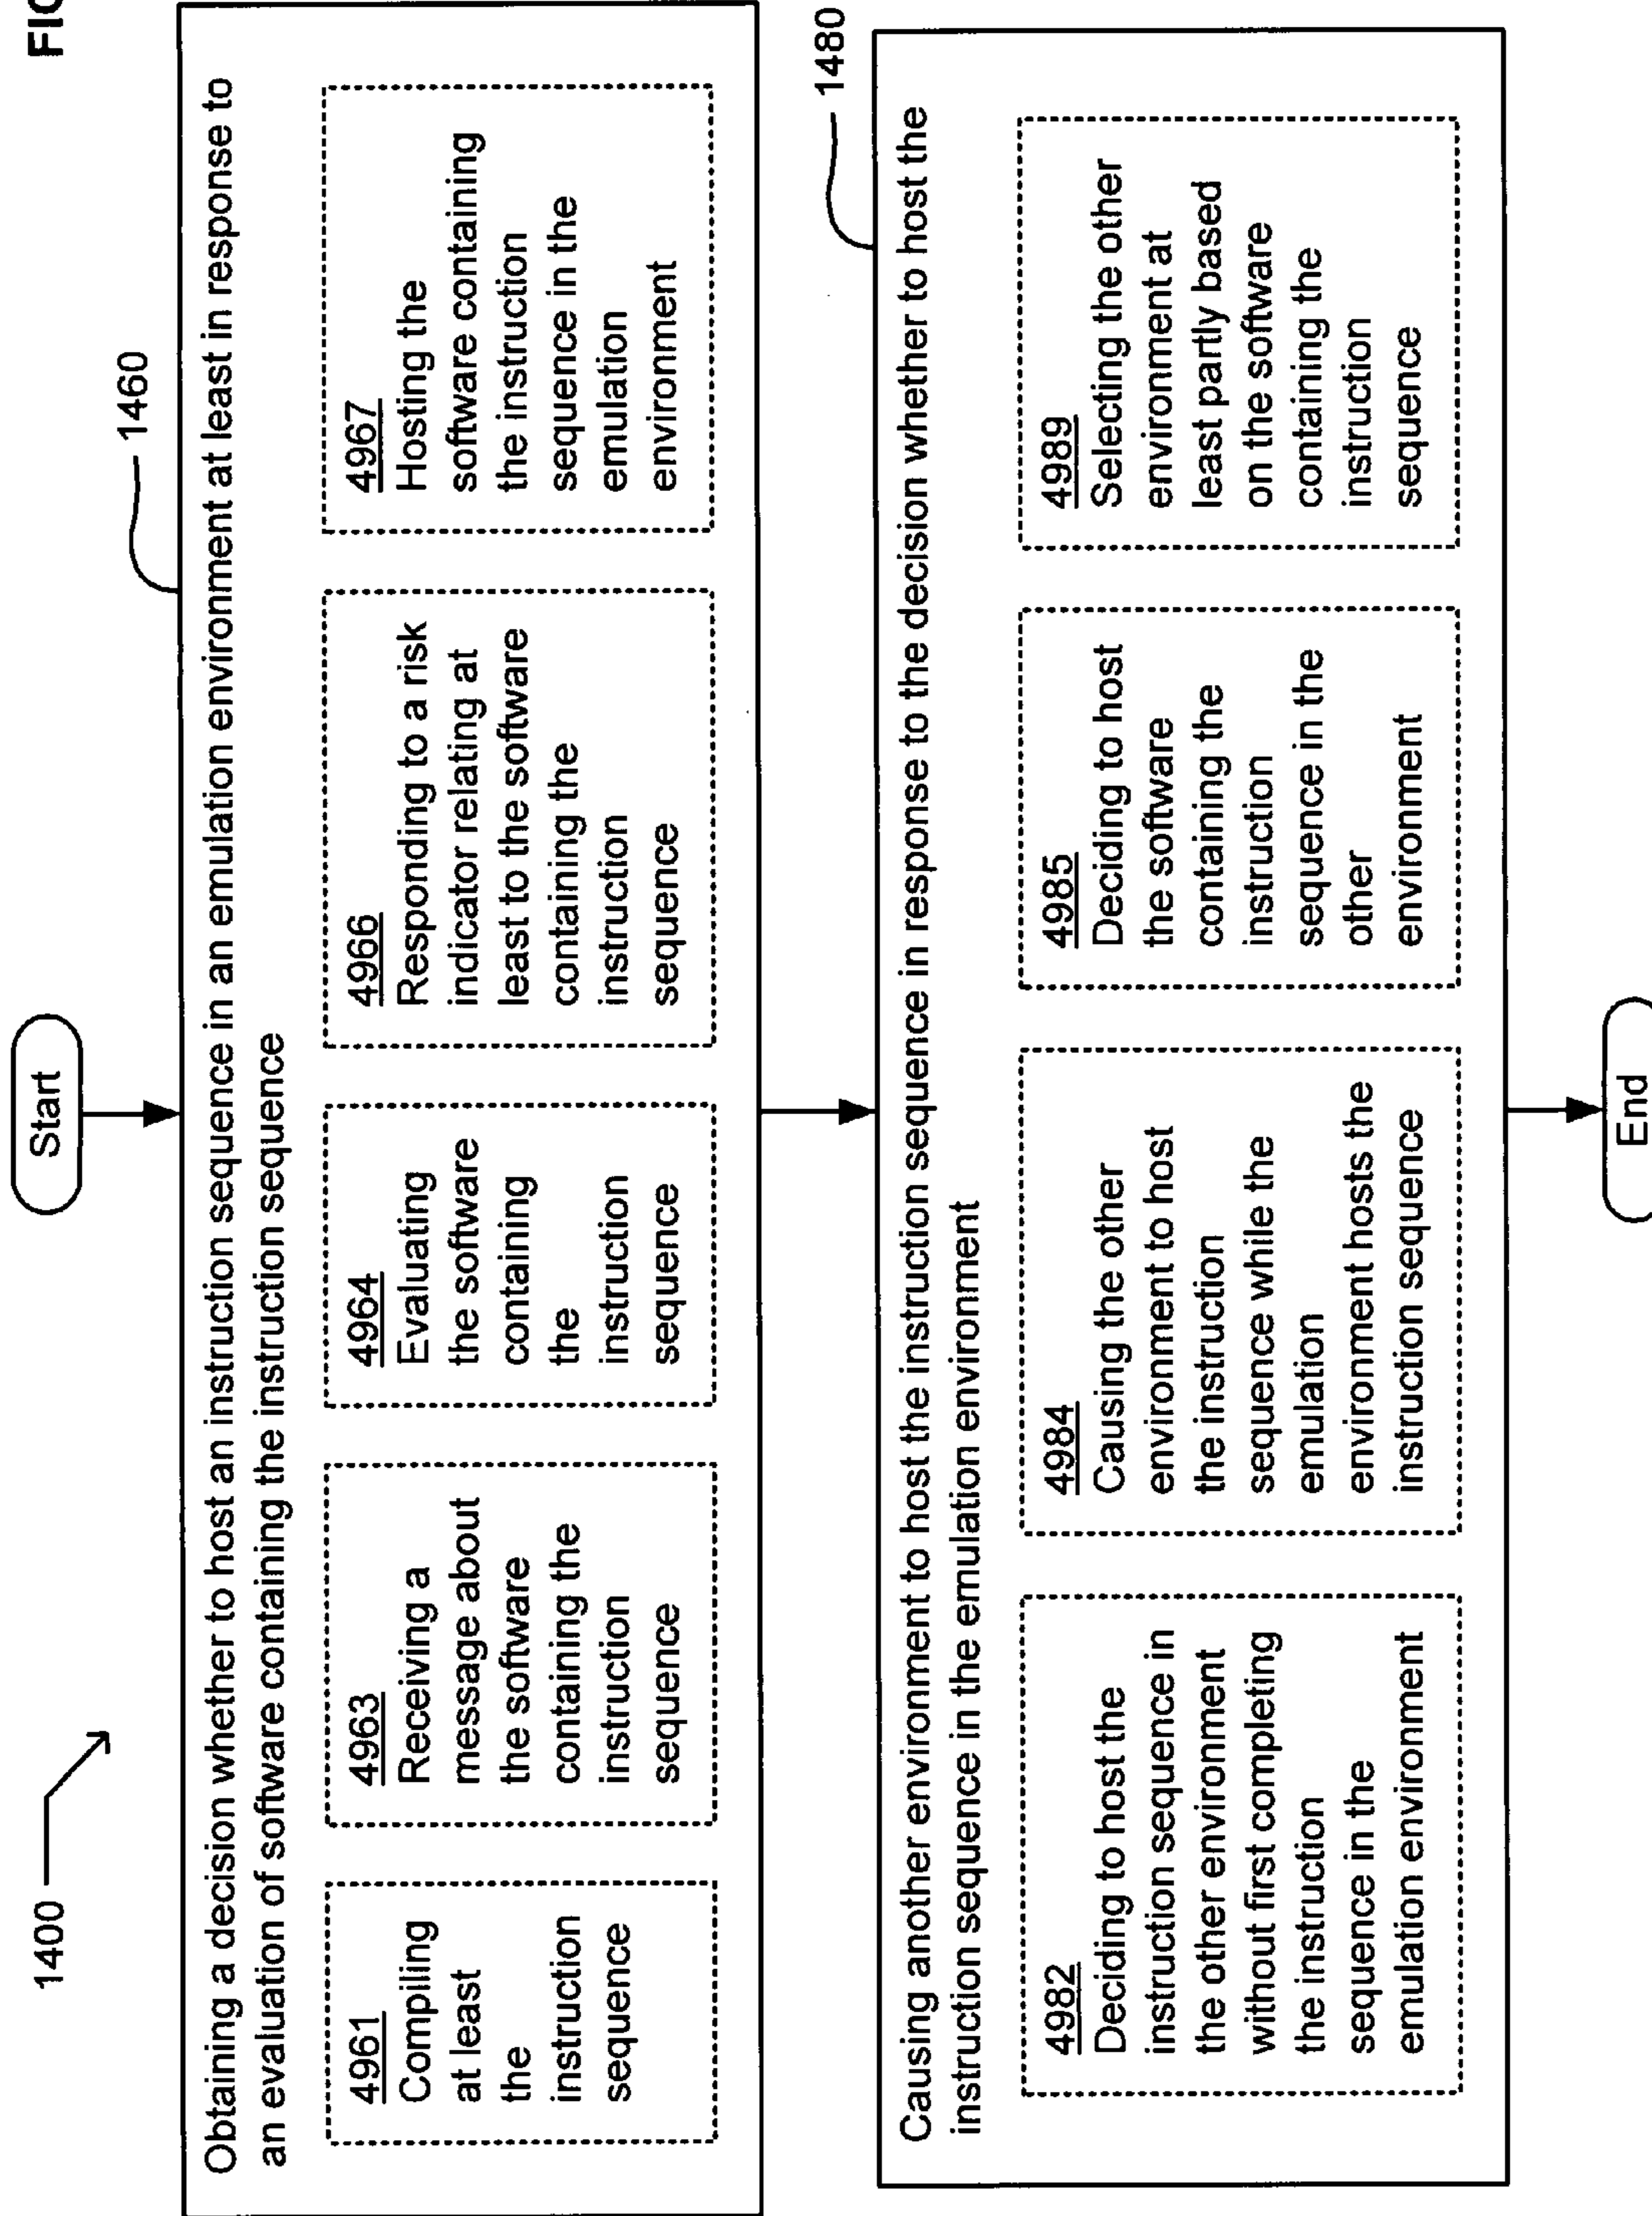 FIG
1400
Start
1460
Obtaining a decision whether to host an instruction sequence in an emulation environment at least in response to
an evaluation of software containing the instruction sequence
4961
Compiling
at least
the
instruction
sequence
4963
Receiving a
message about
the software
containing the
instruction
sequence
4964
Evaluating
the software
containing
the
instruction
sequence
4966
Responding to a risk
indicator relating at
least to the software
containing the
instruction
sequence
4967
Hosting the
software containing
the instruction
sequence in the
emulation
environment
1480
Causing another environment to host the instruction sequence in response to the decision whether to host the
instruction sequence in the emulation environment
4982
Deciding to host the
instruction sequence in
the other environment
without first completing
the instruction
sequence in the
emulation environment
4984
Causing the other
environment to host
the instruction
sequence while the
emulation
environment hosts the
instruction sequence
4985
Deciding to host
the software
containing the
instruction
sequence in the
other
environment
4989
Selecting the other
environment at
least partly based
on the software
containing the
instruction
sequence
End